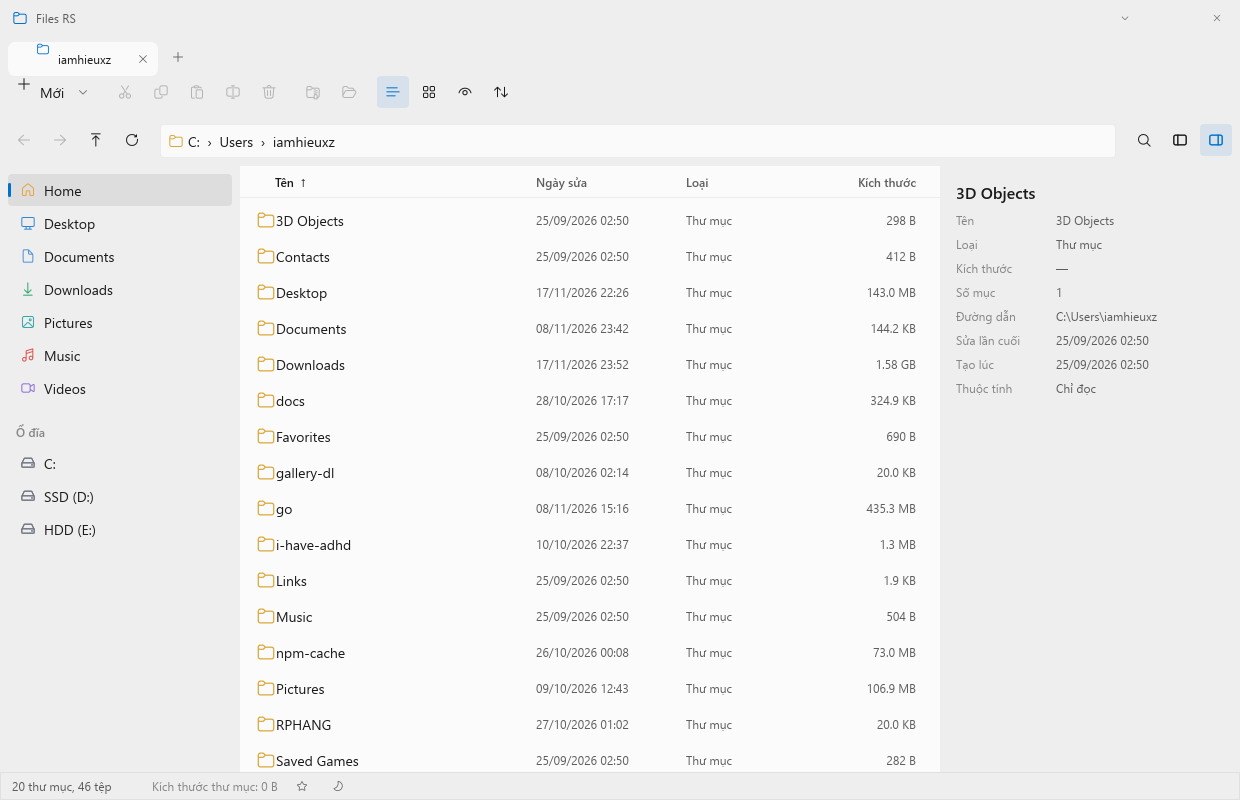 Files RS
iamhieuxz
Mới
C: › Users › iamhieuxz
Home
Desktop
Documents
Downloads
Pictures
Music
Videos
Ổ đĩa
C:
SSD (D:)
HDD (E:)
Tên ↑ Ngày sửa Loại Kích thước
3D Objects 25/09/2026 02:50 Thư mục 298 B
Contacts 25/09/2026 02:50 Thư mục 412 B
Desktop 17/11/2026 22:26 Thư mục 143.0 MB
Documents 08/11/2026 23:42 Thư mục 144.2 KB
Downloads 17/11/2026 23:52 Thư mục 1.58 GB
docs 28/10/2026 17:17 Thư mục 324.9 KB
Favorites 25/09/2026 02:50 Thư mục 690 B
gallery-dl 08/10/2026 02:14 Thư mục 20.0 KB
go 08/11/2026 15:16 Thư mục 435.3 MB
i-have-adhd 10/10/2026 22:37 Thư mục 1.3 MB
Links 25/09/2026 02:50 Thư mục 1.9 KB
Music 25/09/2026 02:50 Thư mục 504 B
npm-cache 26/10/2026 00:08 Thư mục 73.0 MB
Pictures 09/10/2026 12:43 Thư mục 106.9 MB
RPHANG 27/10/2026 01:02 Thư mục 20.0 KB
Saved Games 25/09/2026 02:50 Thư mục 282 B
3D Objects
Tên 3D Objects
Loại Thư mục
Kích thước —
Số mục 1
Đường dẫn C:\Users\iamhieuxz
Sửa lần cuối 25/09/2026 02:50
Tạo lúc 25/09/2026 02:50
Thuộc tính Chỉ đọc
20 thư mục, 46 tệp Kích thước thư mục: 0 B